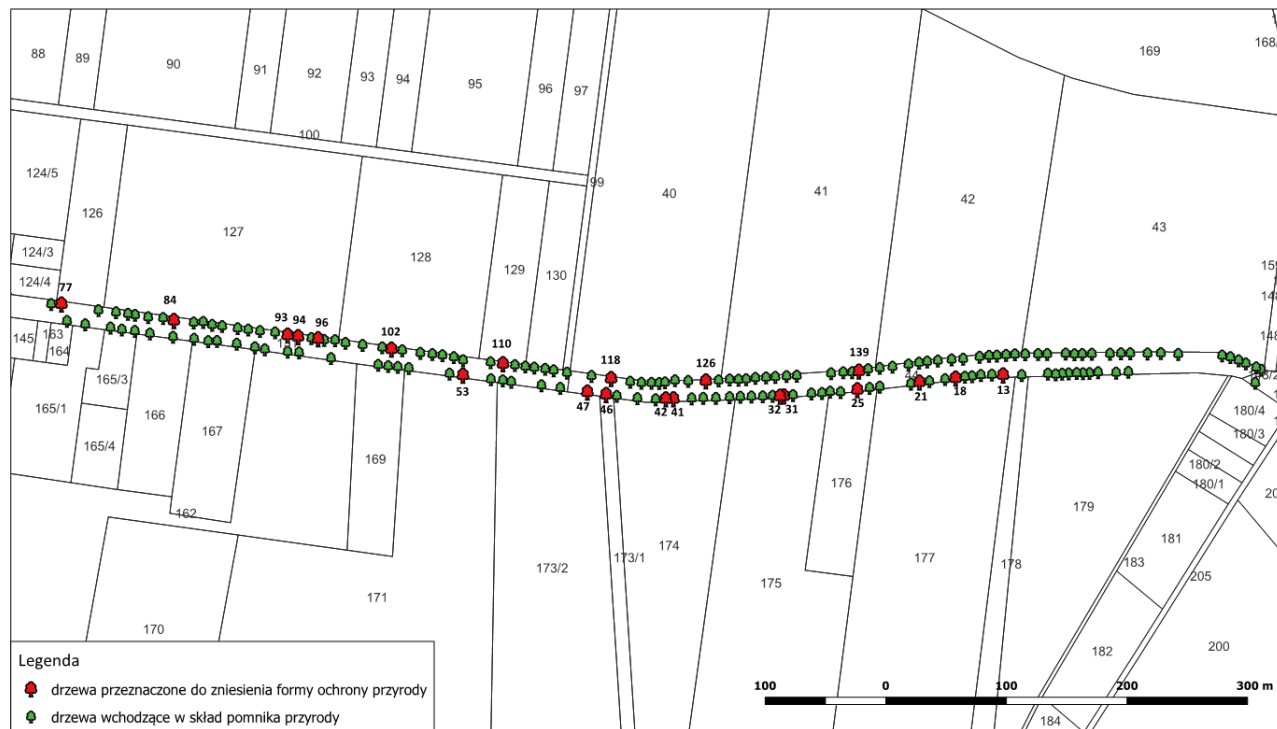 88 89 90 91 92 93 94 95 96 97 169
100
99
124/5 126 127 128 129 130 40 41 42 43
124/3
124/4
77 84 93 94 96 102 110 118 126 139
53 47 46 42 41 32 31 25 21 18 13
44
145 163
164
165/3
165/1 166 167 169 176 179
165/4
180/4
180/3
180/2
180/1
162
173/2 173/1 174 175 177 178 183 181
205
170 171 182 200
184
Legenda
drzewa przeznaczone do zniesienia formy ochrony przyrody
drzewa wchodzące w skład pomnika przyrody
100 0 100 200 300 m